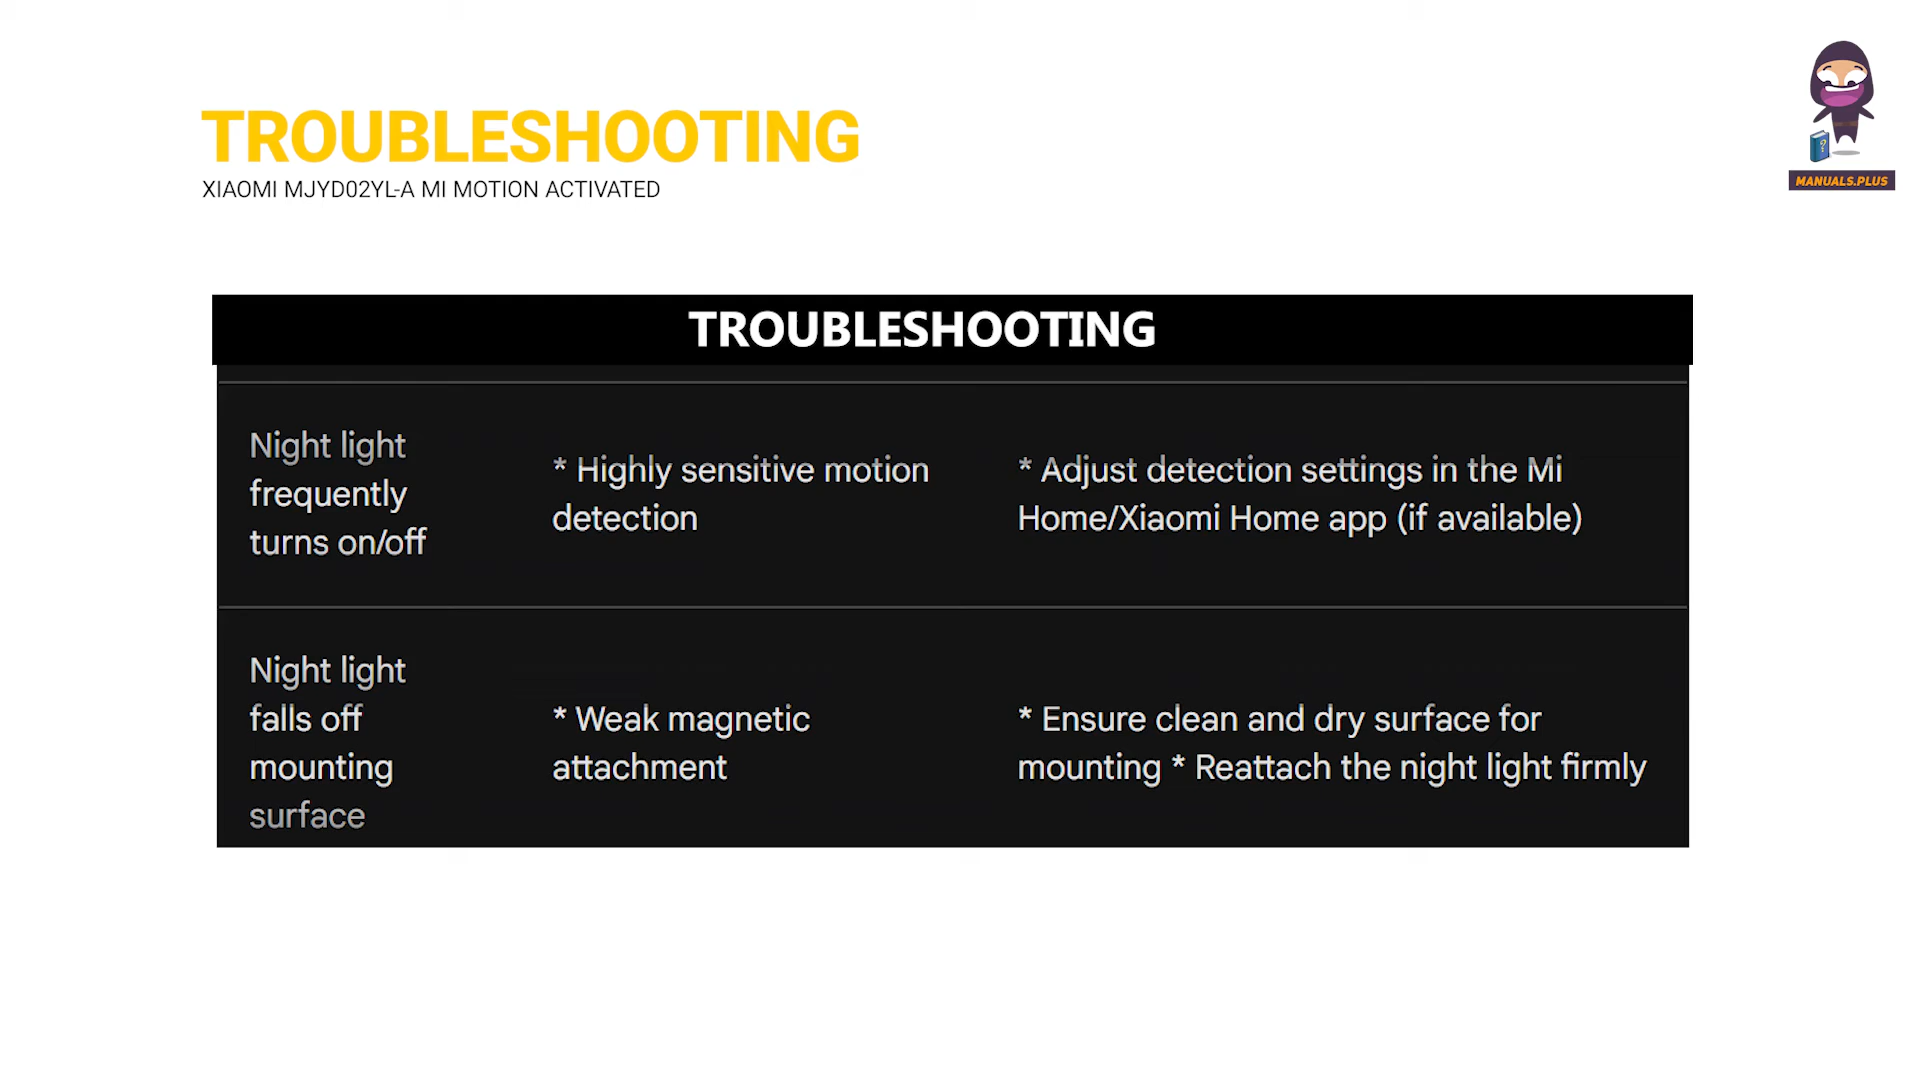 TROUBLESHOOTING
XIAOMI MJYD02YL-A MI MOTION ACTIVATED
MANUALS.PLUS
TROUBLESHOOTING
Night light
frequently
turns on/off
* Highly sensitive motion
detection
* Adjust detection settings in the Mi
Home/Xiaomi Home app (if available)
Night light
falls off
mounting
surface
* Weak magnetic
attachment
* Ensure clean and dry surface for
mounting * Reattach the night light firmly